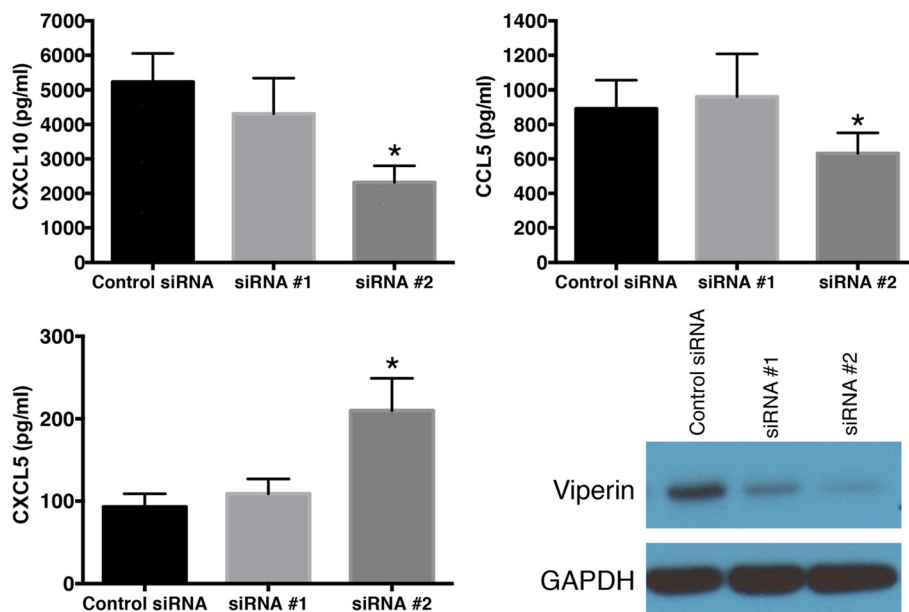 CXCL10 (pg/ml)
7000
6000
5000
4000
3000
2000
1000
0
*
Control siRNA siRNA #1 siRNA #2
CCL5 (pg/ml)
1400
1200
1000
800
600
400
200
0
*
Control siRNA siRNA #1 siRNA #2
CXCL5 (pg/ml)
300
200
100
0
*
Control siRNA siRNA #1 siRNA #2
Control siRNA
siRNA #1
siRNA #2
Viperin
GAPDH